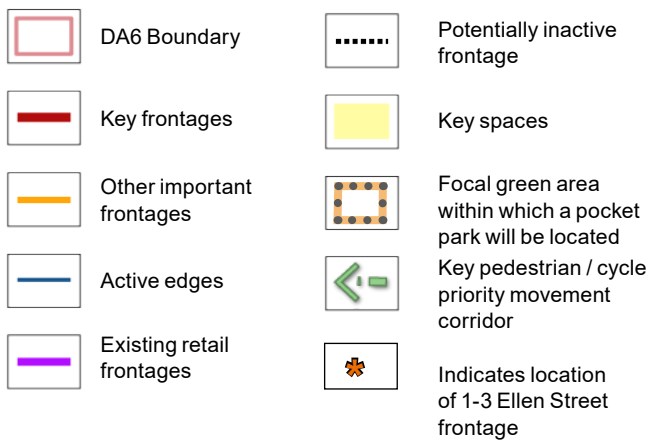 DA6 Boundary
Key frontages
Other important
frontages
Active edges
Existing retail
frontages
Potentially inactive
frontage
Key spaces
Focal green area
within which a pocket
park will be located
Key pedestrian / cycle
priority movement
corridor
Indicates location
of 1-3 Ellen Street
frontage